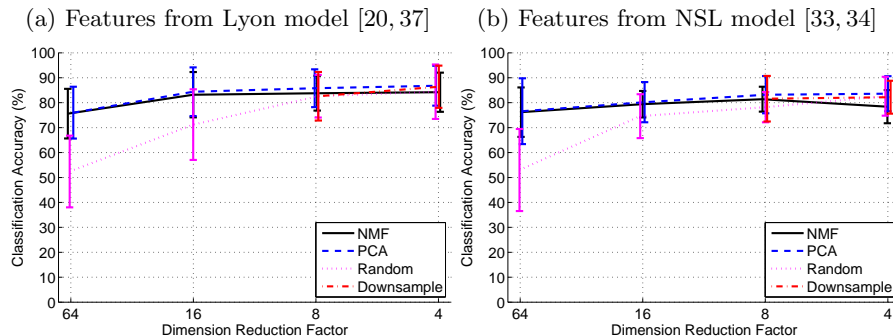 (a) Features from Lyon model [20, 37]
100
90
80
70
60
50
40
30
20
10
0
Classification Accuracy (%)
64
16
8
4
Dimension Reduction Factor
NMF
PCA
Random
Downsample
(b) Features from NSL model [33, 34]
100
90
80
70
60
50
40
30
20
10
0
Classification Accuracy (%)
64
16
8
4
Dimension Reduction Factor
NMF
PCA
Random
Downsample